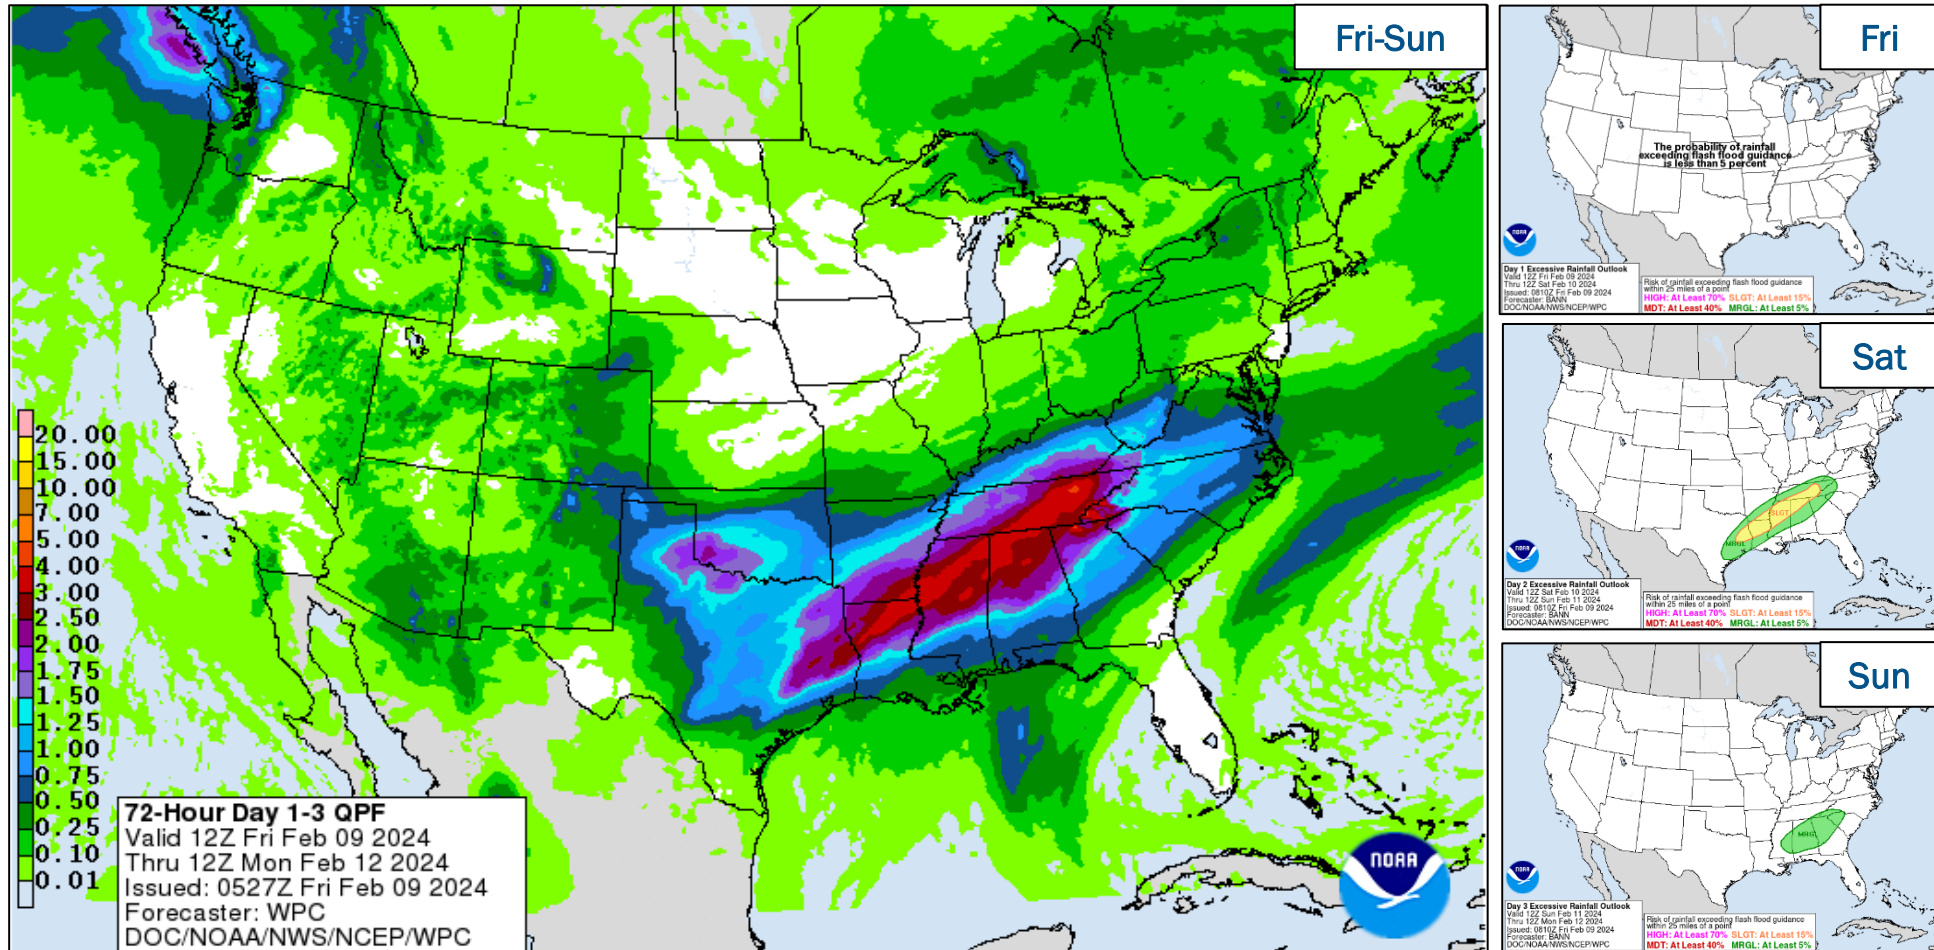 Fri-Sun
20.00
15.00
10.00
7.00
5.00
4.00
3.00
2.50
2.00
1.75
1.50
1.25
1.00
0.75
0.50
0.25
0.10
0.01
72-Hour Day 1-3 QPF
Valid 12Z Fri Feb 09 2024
Thru 12Z Mon Feb 12 2024
Issued: 0527Z Fri Feb 09 2024
Forecaster: WPC
DOC/NOAA/NWS/NCEP/WPC
NOAA
Fri
The probability of rainfall
exceeding flash flood guidance
is less than 5 percent
NOAA
Day 1 Excessive Rainfall Outlook
Valid 12Z Fri Feb 09 2024
Thru 12Z Sat Feb 10 2024
Issued: 0810Z Fri Feb 09 2024
Forecaster: BANN
DOC/NOAA/NWS/NCEP/WPC
Risk of rainfall exceeding flash flood guidance
within 25 miles of a point
HIGH: At Least 70% SLGT: At Least 15%
MDT: At Least 40% MRGL: At Least 5%
Sat
SLGT
MRGL
NOAA
Day 2 Excessive Rainfall Outlook
Valid 12Z Sat Feb 10 2024
Thru 12Z Sun Feb 11 2024
Issued: 0810Z Fri Feb 09 2024
Forecaster: BANN
DOC/NOAA/NWS/NCEP/WPC
Risk of rainfall exceeding flash flood guidance
within 25 miles of a point
HIGH: At Least 70% SLGT: At Least 15%
MDT: At Least 40% MRGL: At Least 5%
Sun
MRGL
NOAA
Day 3 Excessive Rainfall Outlook
Valid 12Z Sun Feb 11 2024
Thru 12Z Mon Feb 12 2024
Issued: 0810Z Fri Feb 09 2024
Forecaster: BANN
DOC/NOAA/NWS/NCEP/WPC
Risk of rainfall exceeding flash flood guidance
within 25 miles of a point
HIGH: At Least 70% SLGT: At Least 15%
MDT: At Least 40% MRGL: At Least 5%